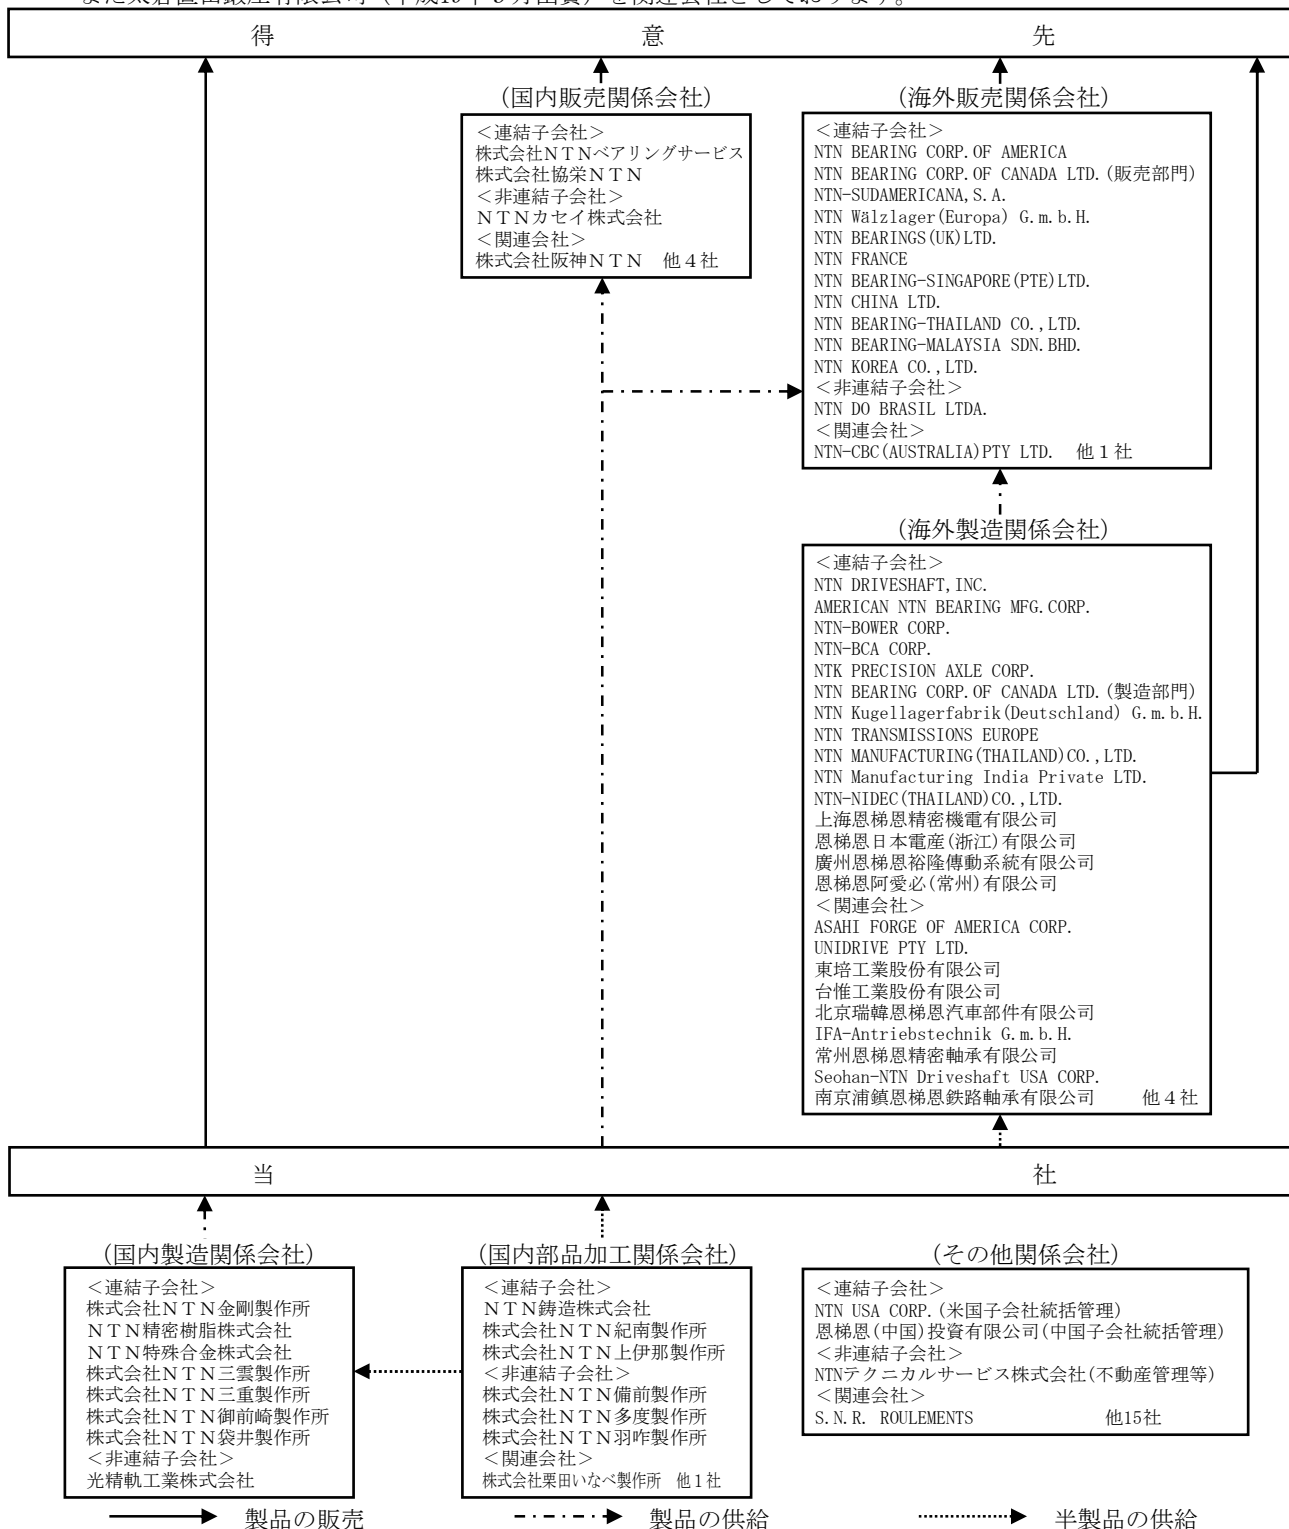 また太倉置田鍛圧有限公司（平成19年５月出資）を関連会社としております。
得　意　先
(国内販売関係会社)
＜連結子会社＞
株式会社ＮＴＮベアリングサービス
株式会社協栄ＮＴＮ
＜非連結子会社＞
ＮＴＮカセイ株式会社
＜関連会社＞
株式会社阪神ＮＴＮ　他４社
(海外販売関係会社)
＜連結子会社＞
NTN BEARING CORP.OF AMERICA
NTN BEARING CORP.OF CANADA LTD.(販売部門)
NTN-SUDAMERICANA,S.A.
NTN Wälzlager(Europa) G.m.b.H.
NTN BEARINGS(UK)LTD.
NTN FRANCE
NTN BEARING-SINGAPORE(PTE)LTD.
NTN CHINA LTD.
NTN BEARING-THAILAND CO.,LTD.
NTN BEARING-MALAYSIA SDN.BHD.
NTN KOREA CO.,LTD.
＜非連結子会社＞
NTN DO BRASIL LTDA.
＜関連会社＞
NTN-CBC(AUSTRALIA)PTY LTD.　他１社
(海外製造関係会社)
＜連結子会社＞
NTN DRIVESHAFT,INC.
AMERICAN NTN BEARING MFG.CORP.
NTN-BOWER CORP.
NTN-BCA CORP.
NTK PRECISION AXLE CORP.
NTN BEARING CORP.OF CANADA LTD.(製造部門)
NTN Kugellagerfabrik(Deutschland) G.m.b.H.
NTN TRANSMISSIONS EUROPE
NTN MANUFACTURING(THAILAND)CO.,LTD.
NTN Manufacturing India Private LTD.
NTN-NIDEC(THAILAND)CO.,LTD.
上海恩梯恩精密機電有限公司
恩梯恩日本電産(浙江)有限公司
廣州恩梯恩裕隆傳動系統有限公司
恩梯恩阿愛必(常州)有限公司
＜関連会社＞
ASAHI FORGE OF AMERICA CORP.
UNIDRIVE PTY LTD.
東培工業股份有限公司
台惟工業股份有限公司
北京瑞韓恩梯恩汽車部件有限公司
IFA-Antriebstechnik G.m.b.H.
常州恩梯恩精密軸承有限公司
Seohan-NTN Driveshaft USA CORP.
南京浦鎮恩梯恩鉄路軸承有限公司　他４社
当　社
(国内製造関係会社)
＜連結子会社＞
株式会社ＮＴＮ金剛製作所
ＮＴＮ精密樹脂株式会社
ＮＴＮ特殊合金株式会社
株式会社ＮＴＮ三雲製作所
株式会社ＮＴＮ三重製作所
株式会社ＮＴＮ御前崎製作所
株式会社ＮＴＮ袋井製作所
＜非連結子会社＞
光精軌工業株式会社
(国内部品加工関係会社)
＜連結子会社＞
ＮＴＮ鋳造株式会社
株式会社ＮＴＮ紀南製作所
株式会社ＮＴＮ上伊那製作所
＜非連結子会社＞
株式会社ＮＴＮ備前製作所
株式会社ＮＴＮ多度製作所
株式会社ＮＴＮ羽咋製作所
＜関連会社＞
株式会社栗田いなべ製作所　他１社
(その他関係会社)
＜連結子会社＞
NTN USA CORP.(米国子会社統括管理)
恩梯恩(中国)投資有限公司(中国子会社統括管理)
＜非連結子会社＞
NTNテクニカルサービス株式会社(不動産管理等)
＜関連会社＞
S.N.R. ROULEMENTS　他15社
製品の販売　製品の供給　半製品の供給